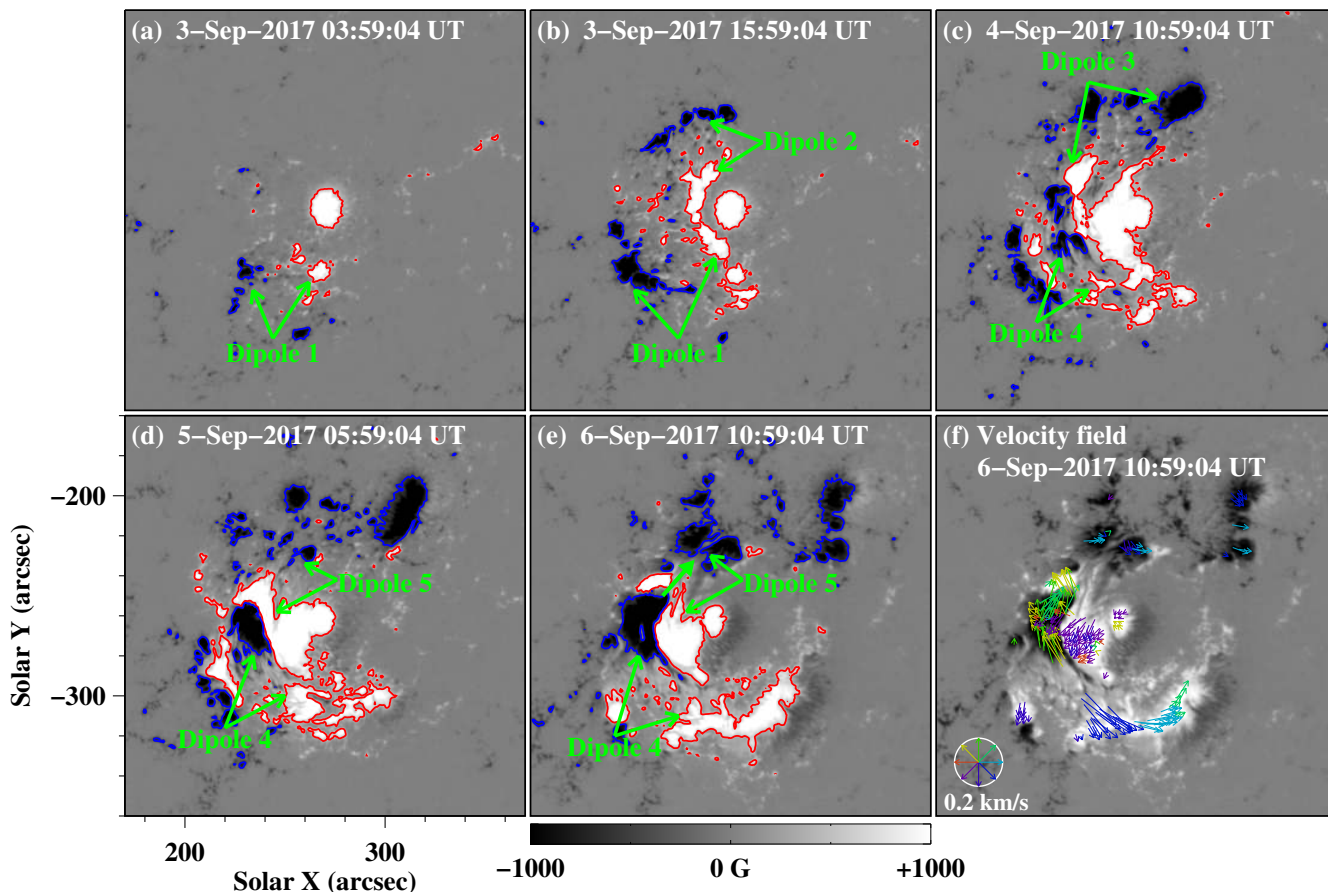 (a) 3-Sep-2017 03:59:04 UT
Dipole 1
(b) 3-Sep-2017 15:59:04 UT
Dipole 2
Dipole 1
(c) 4-Sep-2017 10:59:04 UT
Dipole 3
Dipole 4
(d) 5-Sep-2017 05:59:04 UT
Dipole 5
Dipole 4
(e) 6-Sep-2017 10:59:04 UT
Dipole 5
Dipole 4
(f) Velocity field
6-Sep-2017 10:59:04 UT
0.2 km/s
-200
-300
Solar Y (arcsec)
200 300
Solar X (arcsec)
-1000 0 G +1000